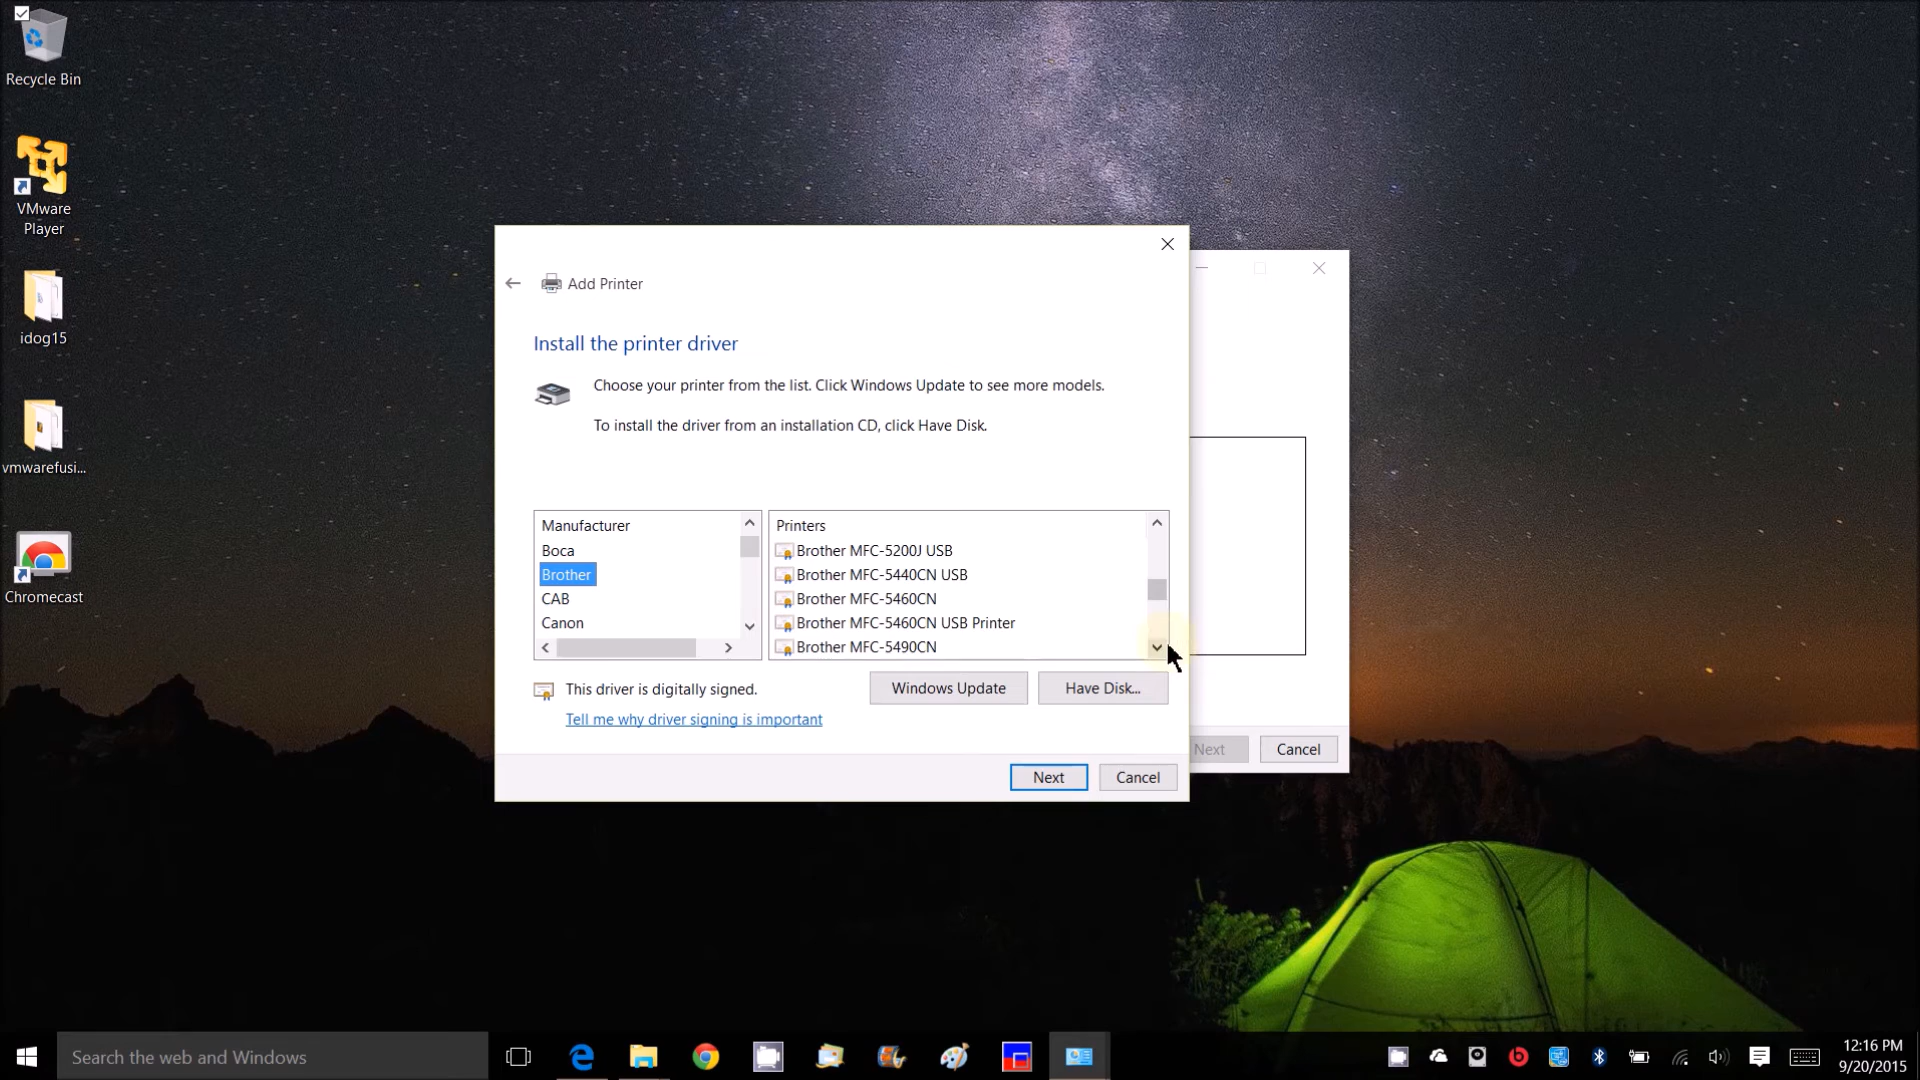 Recycle Bin
VMware
Player
idog15
vmwarefusi...
Chromecast
Add Printer
Install the printer driver
Choose your printer from the list. Click Windows Update to see more models.
To install the driver from an installation CD, click Have Disk.
Manufacturer
Boca
Brother
CAB
Canon
Printers
Brother MFC-5200J USB
Brother MFC-5440CN USB
Brother MFC-5460CN
Brother MFC-5460CN USB Printer
Brother MFC-5490CN
This driver is digitally signed.
Tell me why driver signing is important
Windows Update
Have Disk...
Next
Cancel
Next
Cancel
Search the web and Windows
12:16 PM
9/20/2015